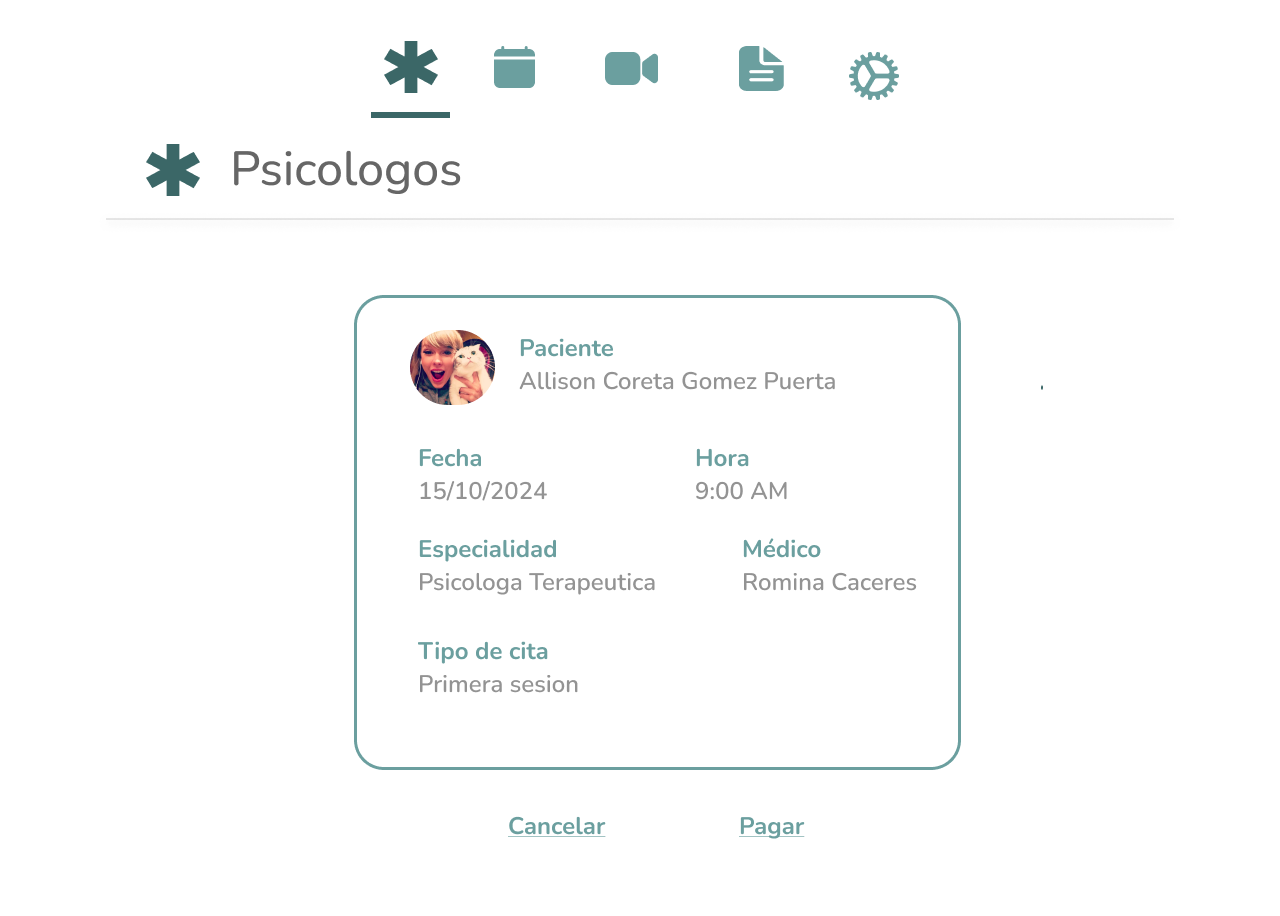 Psicologos
Paciente
Allison Coreta Gomez Puerta
Fecha
15/10/2024
Hora
9:00 AM
Especialidad
Psicologa Terapeutica
Médico
Romina Caceres
Tipo de cita
Primera sesion
Cancelar
Pagar